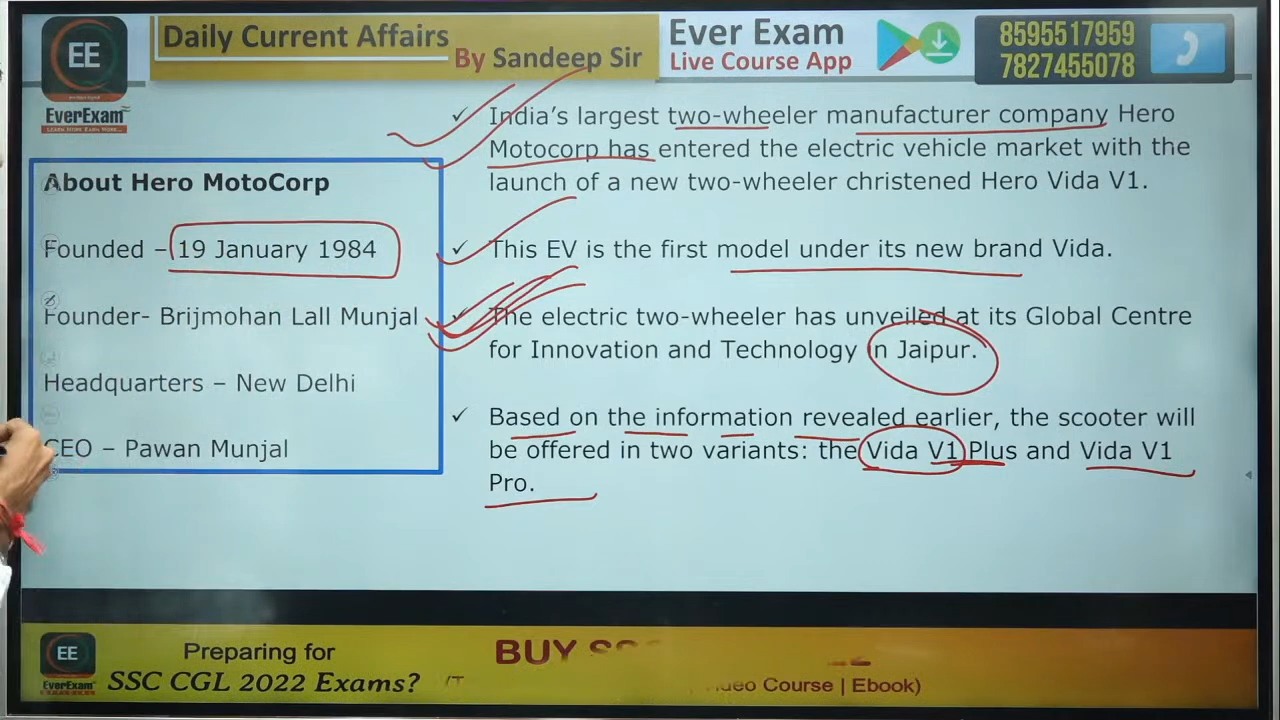 EE
EverExam
LEARN MORE EARN MORE...
Daily Current Affairs
By Sandeep Sir
Ever Exam
Live Course App
8595517959
7827455078
About Hero MotoCorp
Founded – 19 January 1984
Founder- Brijmohan Lall Munjal
Headquarters – New Delhi
CEO – Pawan Munjal
✓ India's largest two-wheeler manufacturer company Hero
Motocorp has entered the electric vehicle market with the
launch of a new two-wheeler christened Hero Vida V1.
✓ This EV is the first model under its new brand Vida.
✓ The electric two-wheeler has unveiled at its Global Centre
for Innovation and Technology in Jaipur.
✓ Based on the information revealed earlier, the scooter will
be offered in two variants: the Vida V1 Plus and Vida V1
Pro.
EE
EverExam
Preparing for
SSC CGL 2022 Exams?
BUY
Course | Ebook)